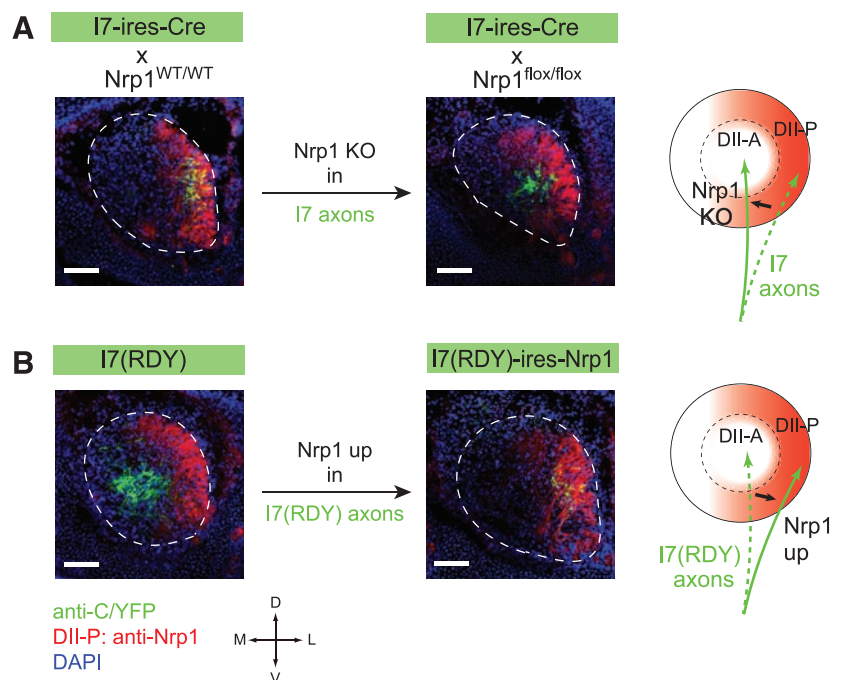 A
I7-ires-Cre
x
Nrp1WT/WT
Nrp1 KO
in
I7 axons
I7-ires-Cre
x
Nrp1flox/flox
DII-A
DII-P
Nrp1
KO
I7
axons
B
I7(RDY)
Nrp1 up
in
I7(RDY) axons
I7(RDY)-ires-Nrp1
DII-A
DII-P
Nrp1
up
I7(RDY)
axons
anti-C/YFP
DII-P: anti-Nrp1
DAPI
D
M L
V